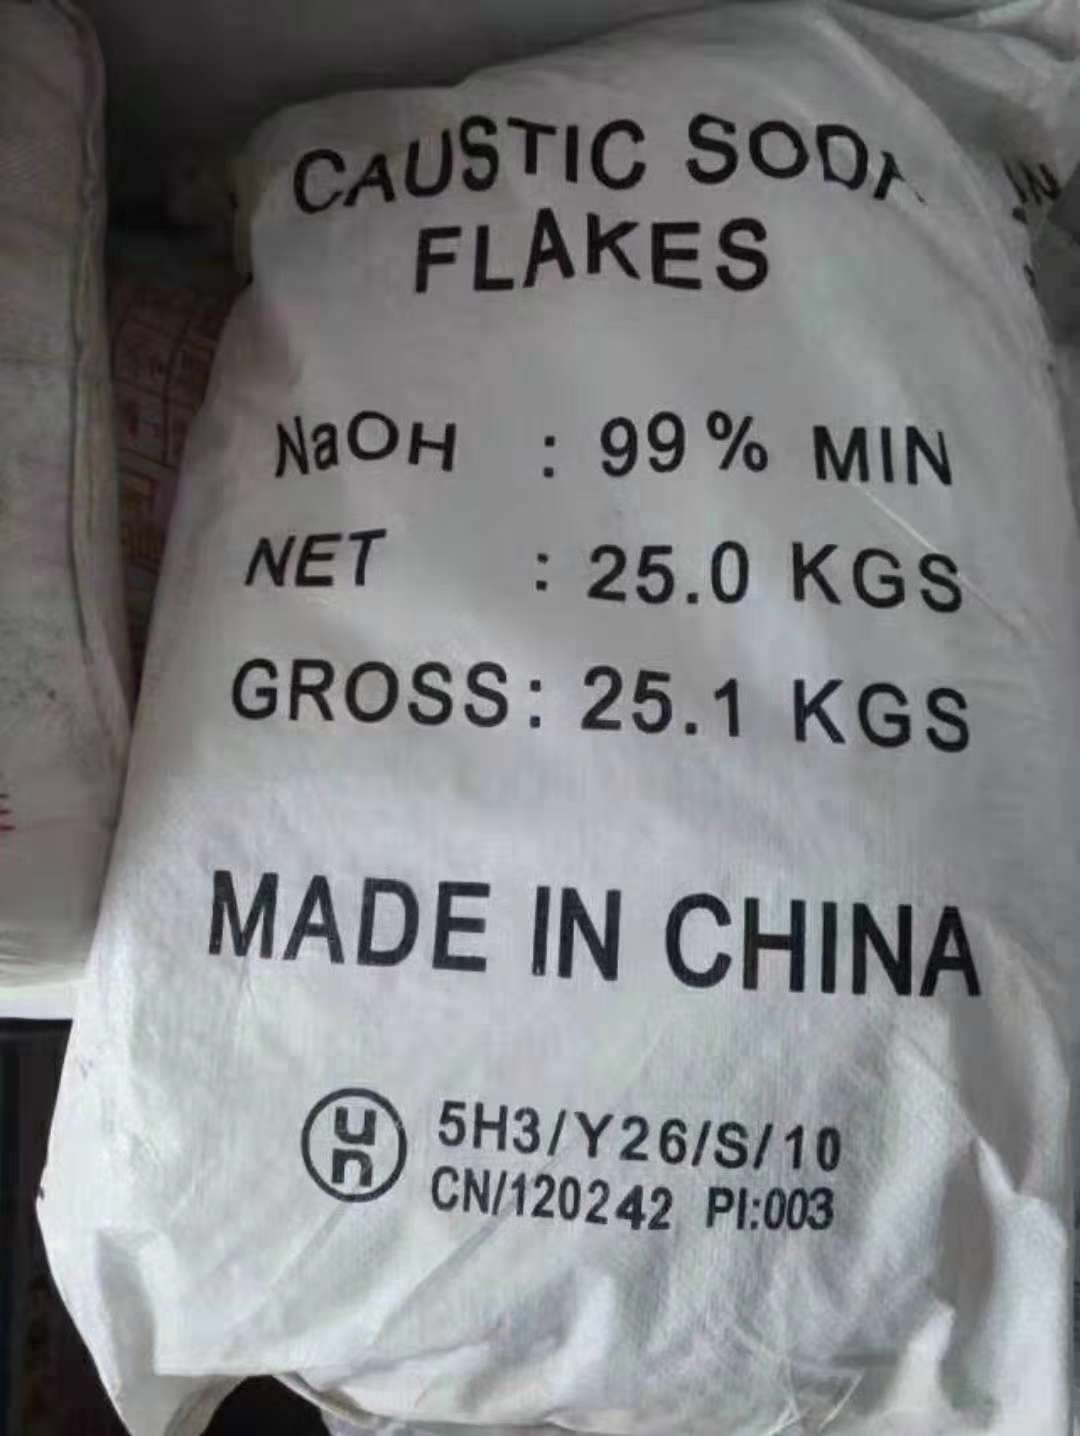 CAUSTIC SODA
FLAKES
NaOH : 99% MIN
NET : 25.0 KGS
GROSS: 25.1 KGS
MADE IN CHINA
un 5H3/Y26/S/10
CN/120242 PI:003